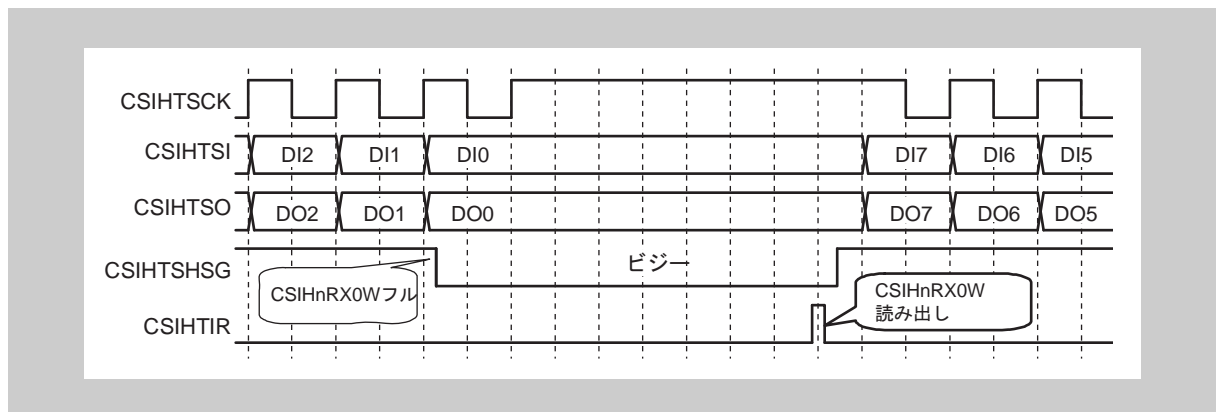 CSIHTSCK
CSIHTSI DI2 DI1 DI0 DI7 DI6 DI5
CSIHTSO DO2 DO1 DO0 DO7 DO6 DO5
CSIHTSHSG ビジー
CSIHnRX0Wフル
CSIHnRX0W
読み出し
CSIHTIR